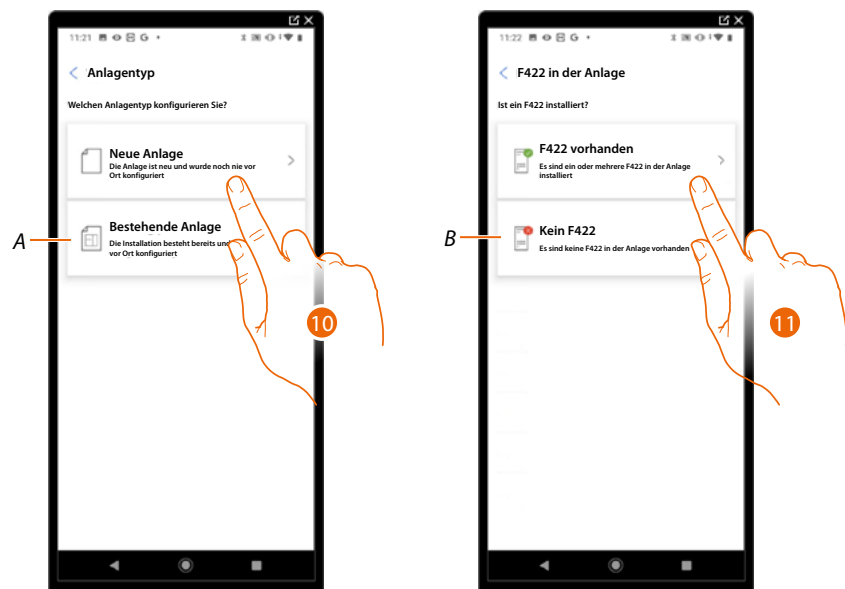 11:21 G
Anlagentyp
Welchen Anlagentyp konfigurieren Sie?
Neue Anlage
Die Anlage ist neu und wurde noch nie vor
Ort konfiguriert
A
Bestehende Anlage
Die Installation besteht bereits und
vor Ort konfiguriert
10
11:22 G
F422 in der Anlage
Ist ein F422 installiert?
F422 vorhanden
Es sind ein oder mehrere F422 in der Anlage
installiert
B
Kein F422
Es sind keine F422 in der Anlage vorhanden
11